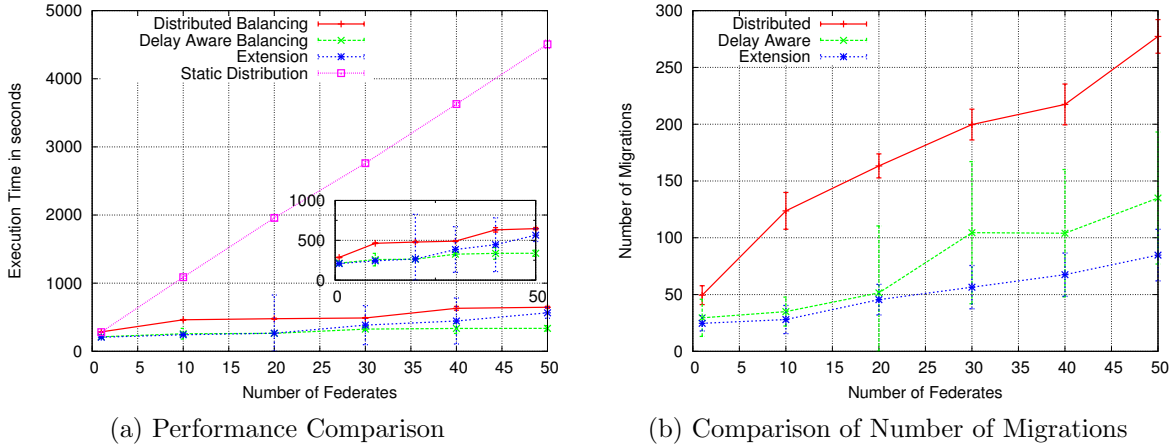 5000
4000
3000
2000
1000
0
Execution Time in seconds
Distributed Balancing
Delay Aware Balancing
Extension
Static Distribution
1000
500
0
0 50
0 5 10 15 20 25 30 35 40 45 50
Number of Federates
(a) Performance Comparison
300
250
200
150
100
50
0
Number of Migrations
Distributed
Delay Aware
Extension
0 5 10 15 20 25 30 35 40 45 50
Number of Federates
(b) Comparison of Number of Migrations